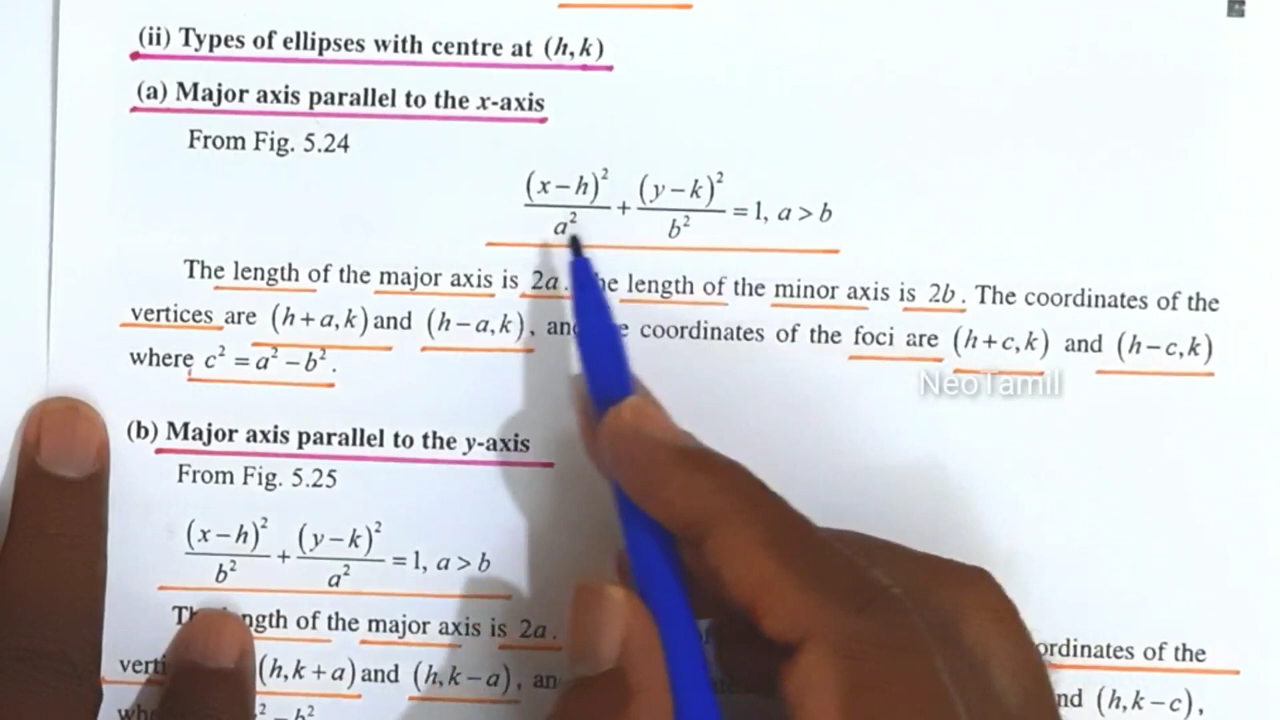 (ii) Types of ellipses with centre at (h, k)
(a) Major axis parallel to the x-axis
From Fig. 5.24
(x−h)²/a² + (y−k)²/b² = 1, a > b
The length of the major axis is 2a. he length of the minor axis is 2b. The coordinates of the
vertices are (h+a, k) and (h−a, k), an coordinates of the foci are (h+c, k) and (h−c, k)
where c² = a² − b².
NeoTamil
(b) Major axis parallel to the y-axis
From Fig. 5.25
(x−h)²/b² + (y−k)²/a² = 1, a > b
ngth of the major axis is 2a. ordinates of the
verti (h, k+a) and (h, k−a), an nd (h, k−c),